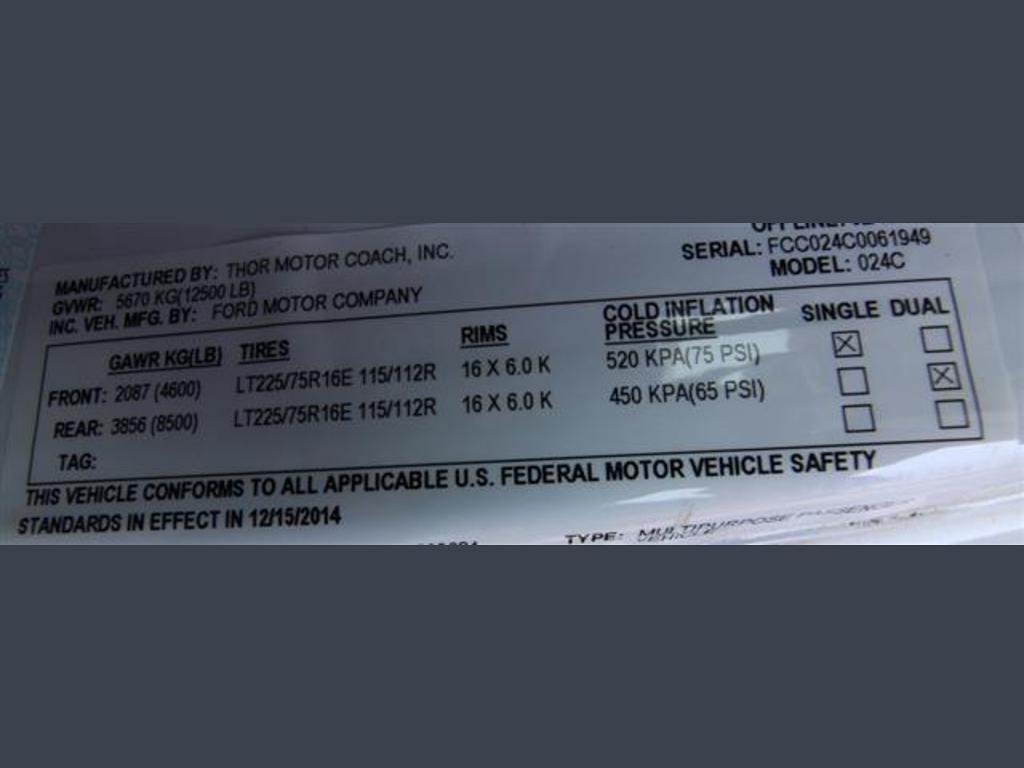 SERIAL: FCC024C0061949
MODEL: 024C
MANUFACTURED BY: THOR MOTOR COACH, INC.
GVWR: 5670 KG(12500 LB)
INC. VEH. MFG. BY: FORD MOTOR COMPANY
GAWR KG(LB) TIRES RIMS COLD INFLATION PRESSURE SINGLE DUAL
FRONT: 2087 (4600) LT225/75R16E 115/112R 16 X 6.0 K 520 KPA(75 PSI)
REAR: 3856 (8500) LT225/75R16E 115/112R 16 X 6.0 K 450 KPA(65 PSI)
TAG:
THIS VEHICLE CONFORMS TO ALL APPLICABLE U.S. FEDERAL MOTOR VEHICLE SAFETY
STANDARDS IN EFFECT IN 12/15/2014
TYPE: MULTIPURPOSE PASSENGER
VEHICLE